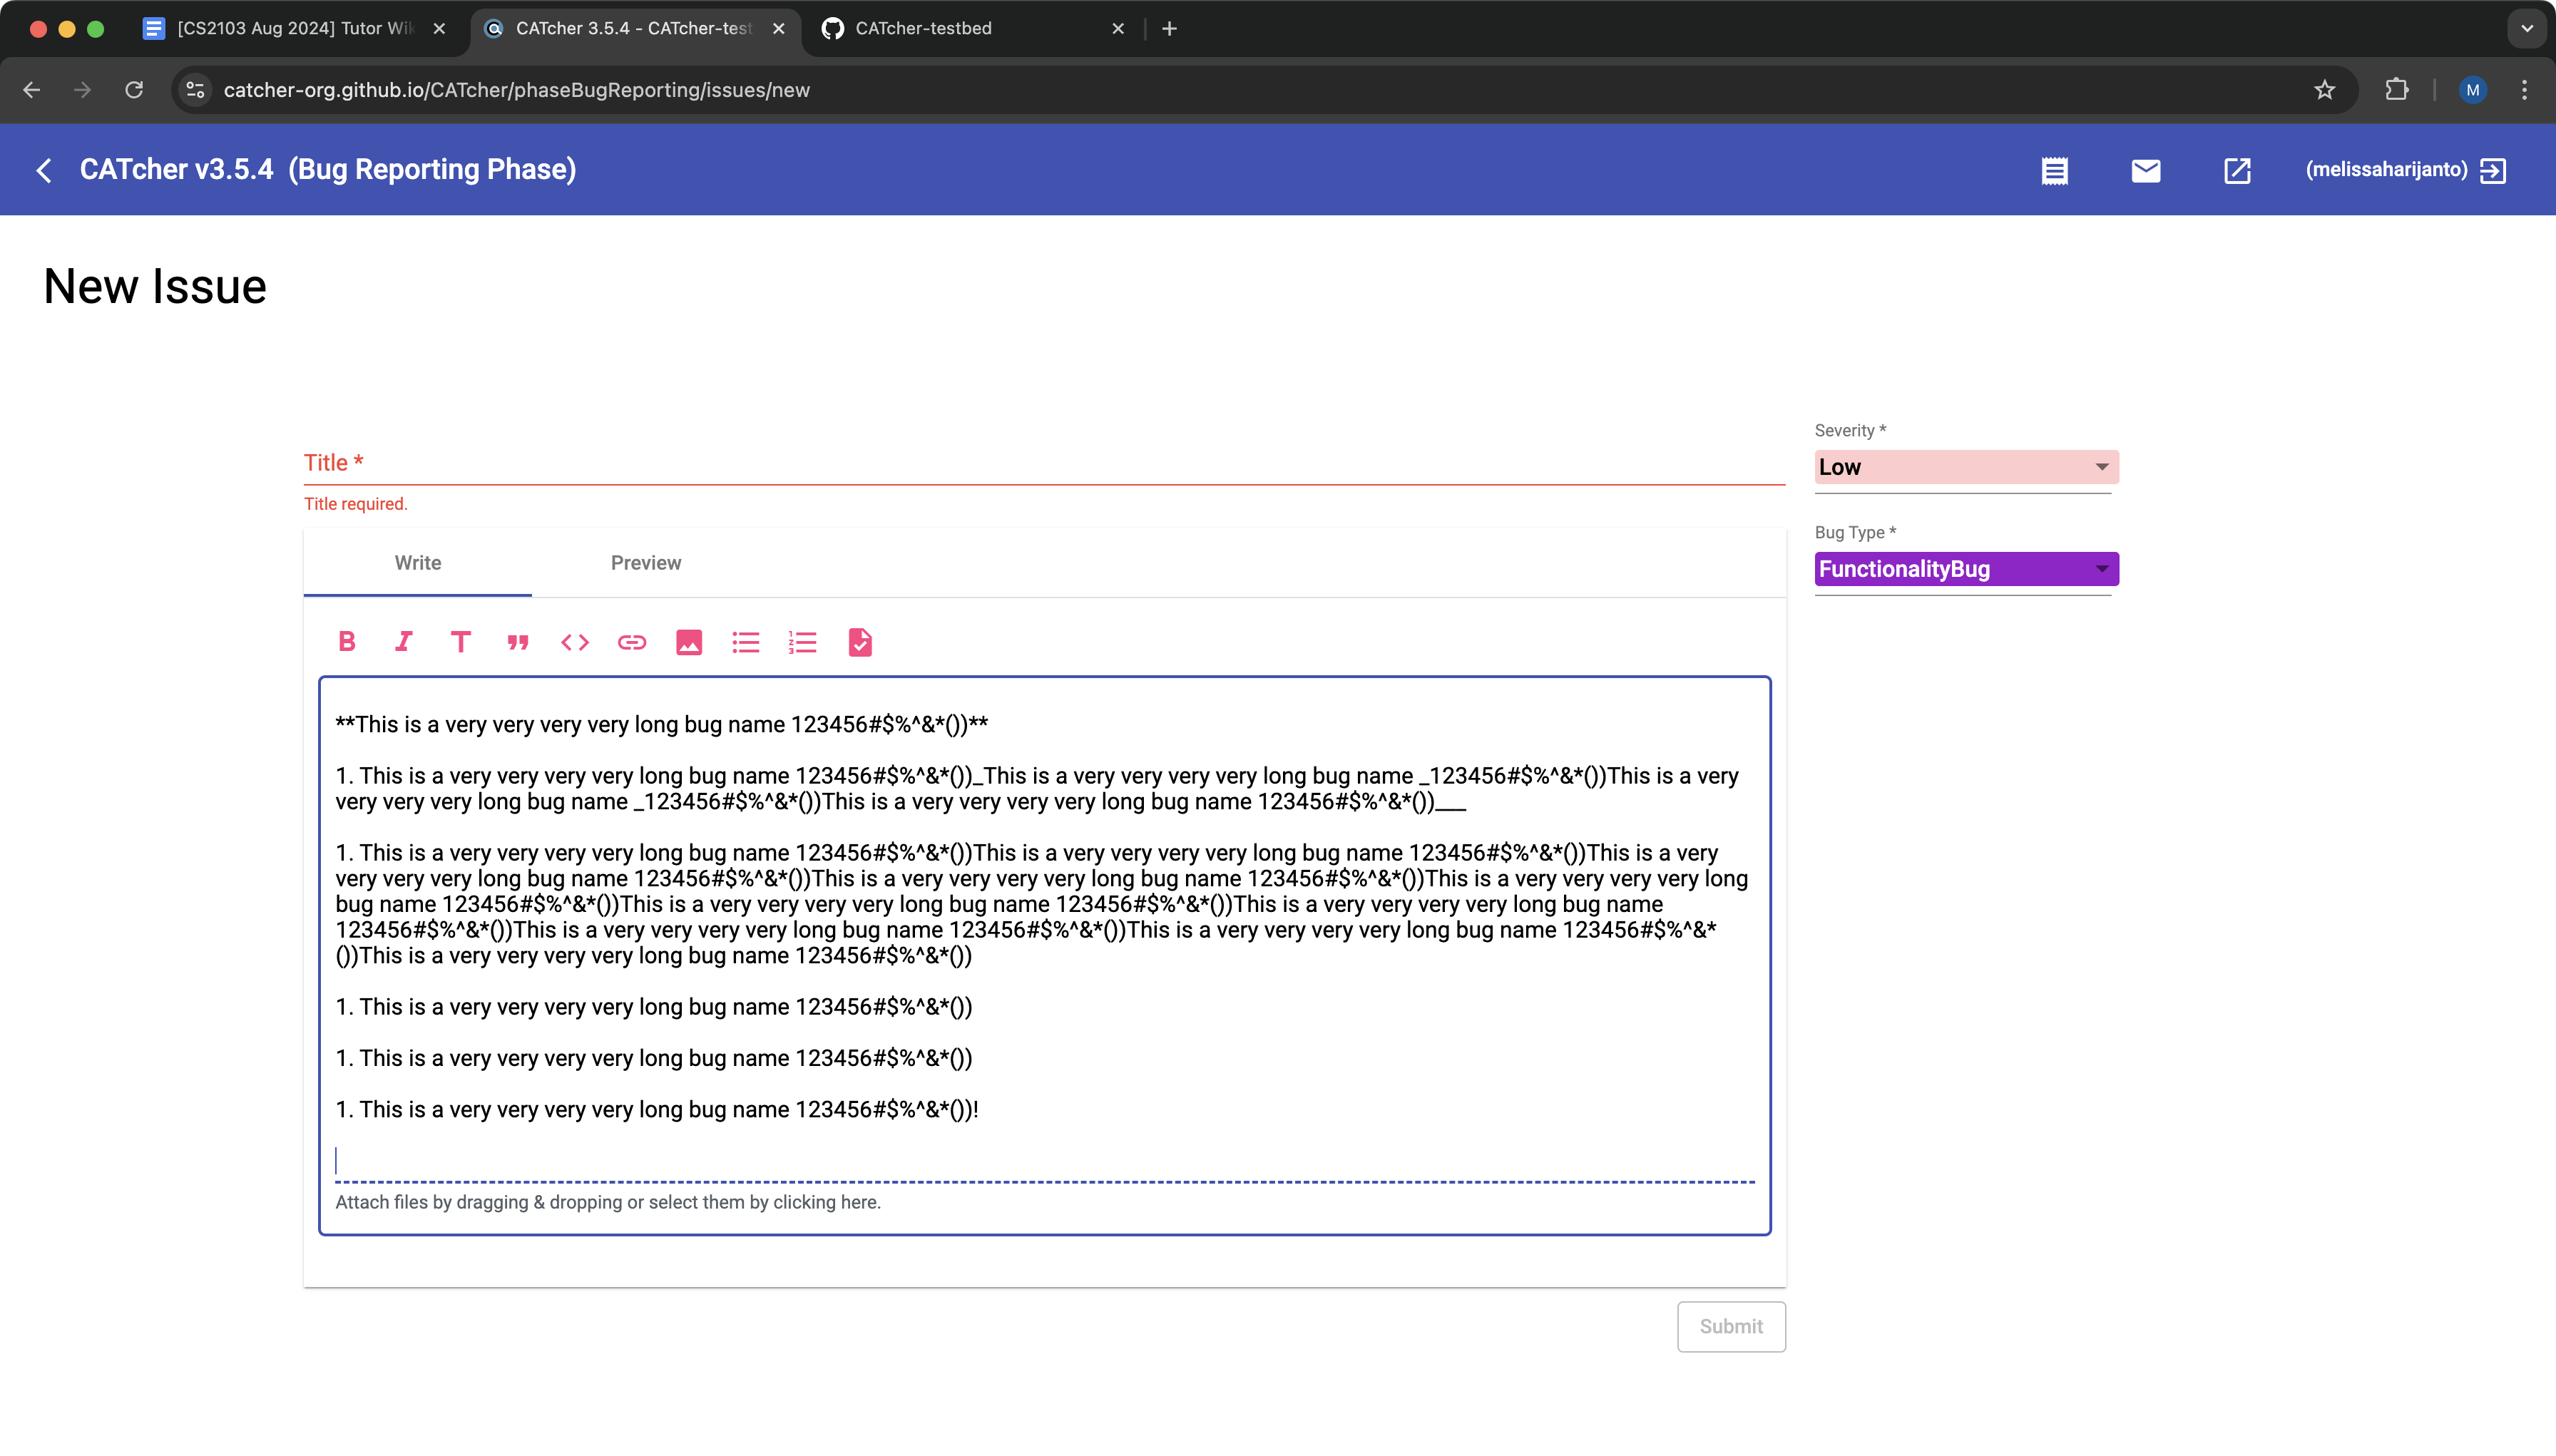 [CS2103 Aug 2024] Tutor Wik
CATcher 3.5.4 - CATcher-test
CATcher-testbed
catcher-org.github.io/CATcher/phaseBugReporting/issues/new
M
CATcher v3.5.4 (Bug Reporting Phase)
(melissaharijanto)
New Issue
Title *
Title required.
Severity *
Low
Bug Type *
FunctionalityBug
Write
Preview
**This is a very very very very long bug name 123456#$%^&*())**
1. This is a very very very very long bug name 123456#$%^&*())_This is a very very very very long bug name _123456#$%^&*())This is a very
very very very long bug name _123456#$%^&*())This is a very very very very long bug name 123456#$%^&*())___
1. This is a very very very very long bug name 123456#$%^&*())This is a very very very very long bug name 123456#$%^&*())This is a very
very very very long bug name 123456#$%^&*())This is a very very very very long bug name 123456#$%^&*())This is a very very very very long
bug name 123456#$%^&*())This is a very very very very long bug name 123456#$%^&*())This is a very very very very long bug name
123456#$%^&*())This is a very very very very long bug name 123456#$%^&*())This is a very very very very long bug name 123456#$%^&*
())This is a very very very very long bug name 123456#$%^&*())
1. This is a very very very very long bug name 123456#$%^&*())
1. This is a very very very very long bug name 123456#$%^&*())
1. This is a very very very very long bug name 123456#$%^&*())!
Attach files by dragging & dropping or select them by clicking here.
Submit